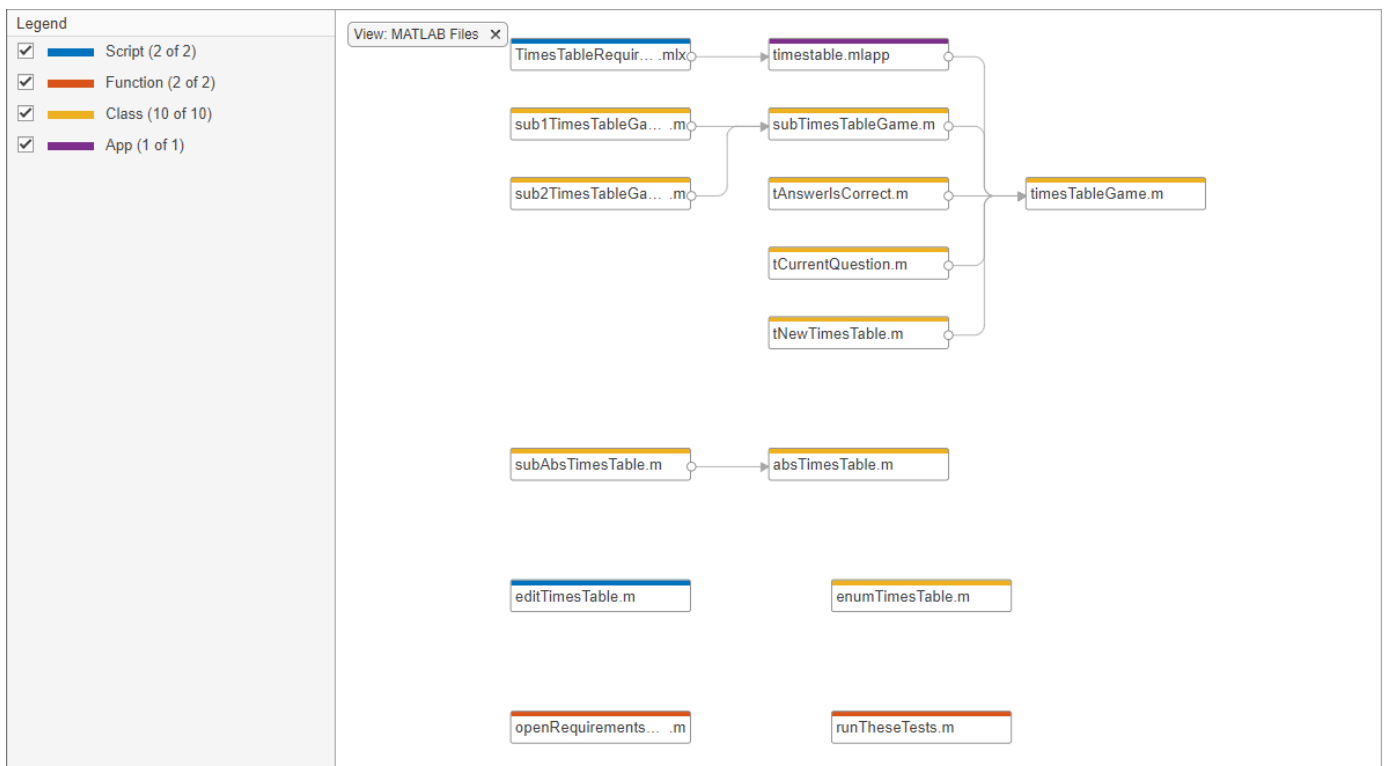 Legend
Script (2 of 2)
Function (2 of 2)
Class (10 of 10)
App (1 of 1)
View: MATLAB Files X
TimesTableRequir... .mlx
timestable.mlapp
sub1TimesTableGa... .m
subTimesTableGame.m
sub2TimesTableGa... .m
tAnswerIsCorrect.m
timesTableGame.m
tCurrentQuestion.m
tNewTimesTable.m
subAbsTimesTable.m
absTimesTable.m
editTimesTable.m
enumTimesTable.m
openRequirements... .m
runTheseTests.m